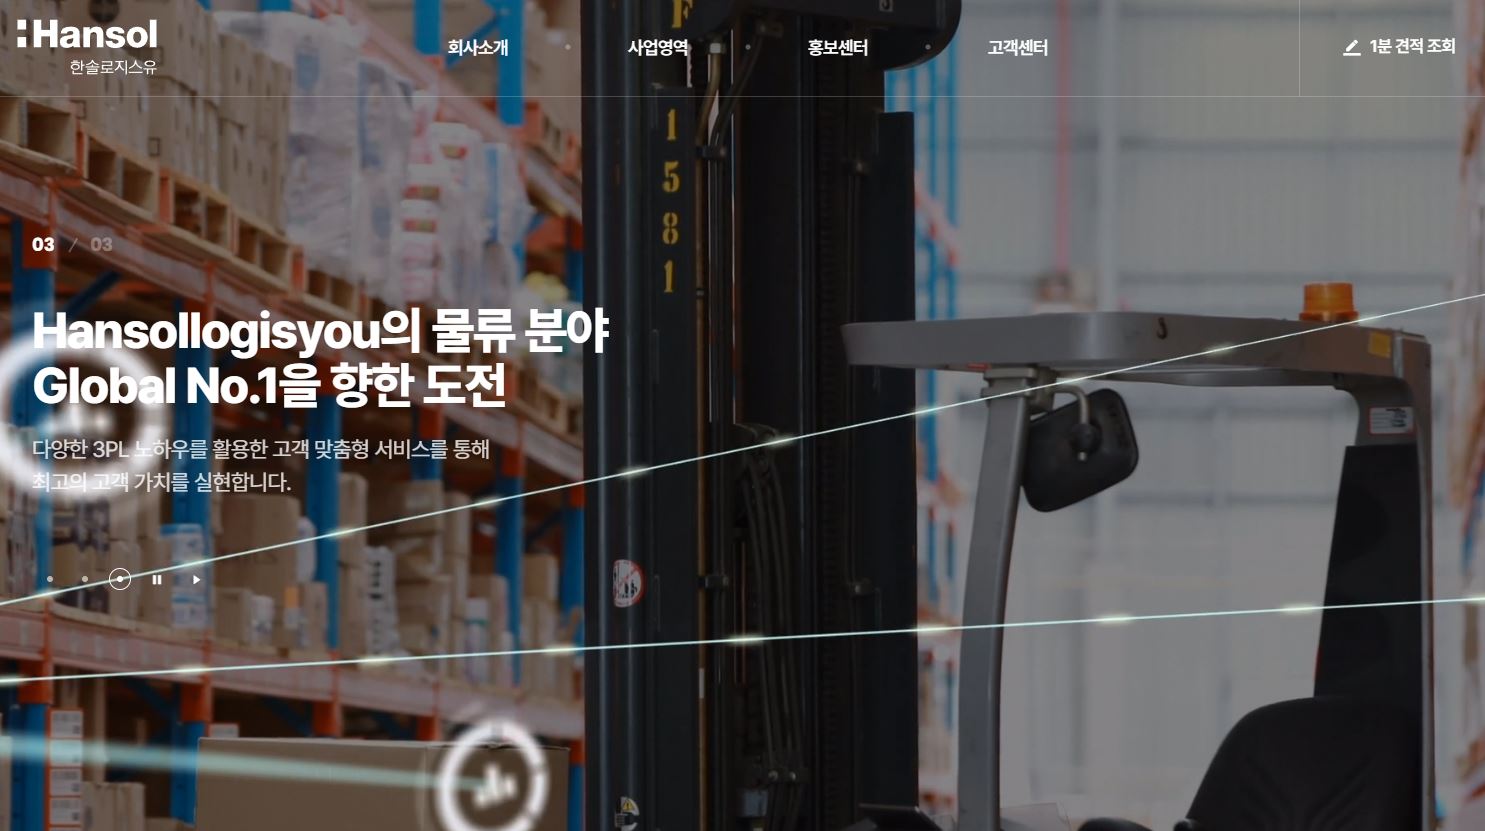 Hansol
한솔로지스유
회사소개
사업영역
홍보센터
고객센터
1분 견적 조회
F
1
5
8
1
03 / 03
Hansollogisyou의 물류 분야
Global No.1을 향한 도전
다양한 3PL 노하우를 활용한 고객 맞춤형 서비스를 통해
최고의 고객 가치를 실현합니다.